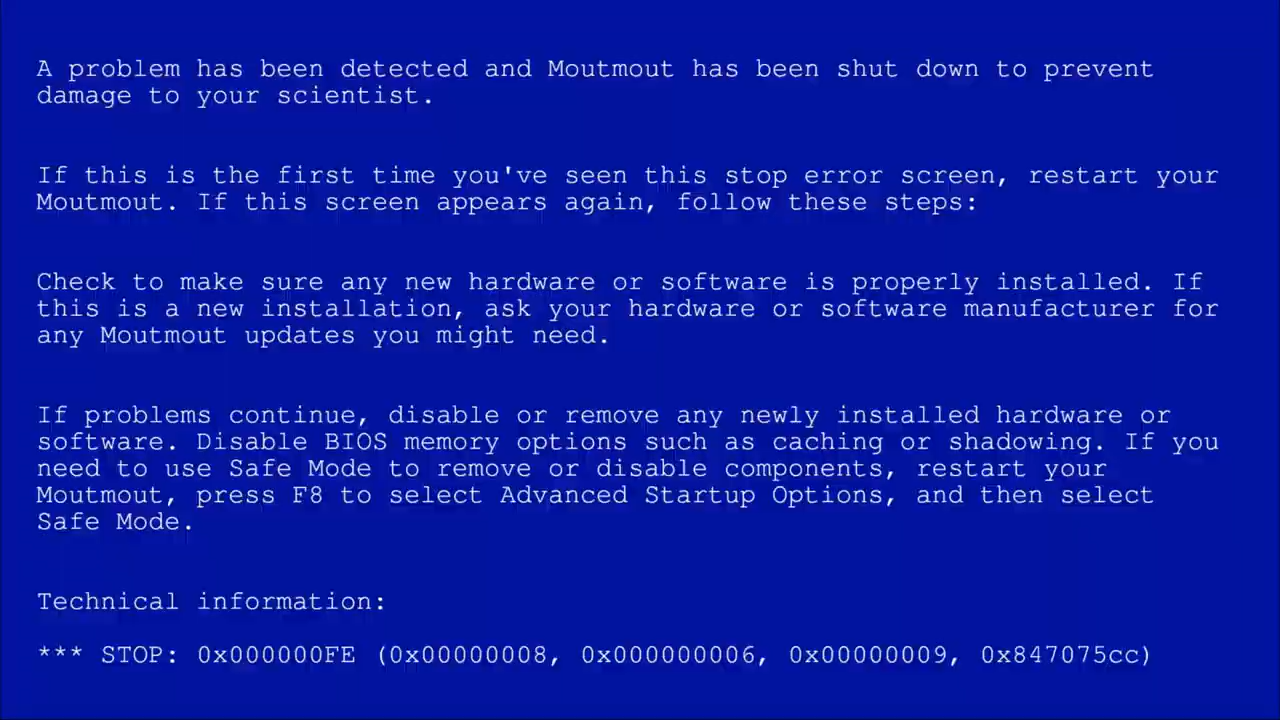 A problem has been detected and Moutmout has been shut down to prevent
damage to your scientist.
If this is the first time you've seen this stop error screen, restart your
Moutmout. If this screen appears again, follow these steps:
Check to make sure any new hardware or software is properly installed. If
this is a new installation, ask your hardware or software manufacturer for
any Moutmout updates you might need.
If problems continue, disable or remove any newly installed hardware or
software. Disable BIOS memory options such as caching or shadowing. If you
need to use Safe Mode to remove or disable components, restart your
Moutmout, press F8 to select Advanced Startup Options, and then select
Safe Mode.
Technical information:
*** STOP: 0x000000FE (0x00000008, 0x000000006, 0x00000009, 0x847075cc)